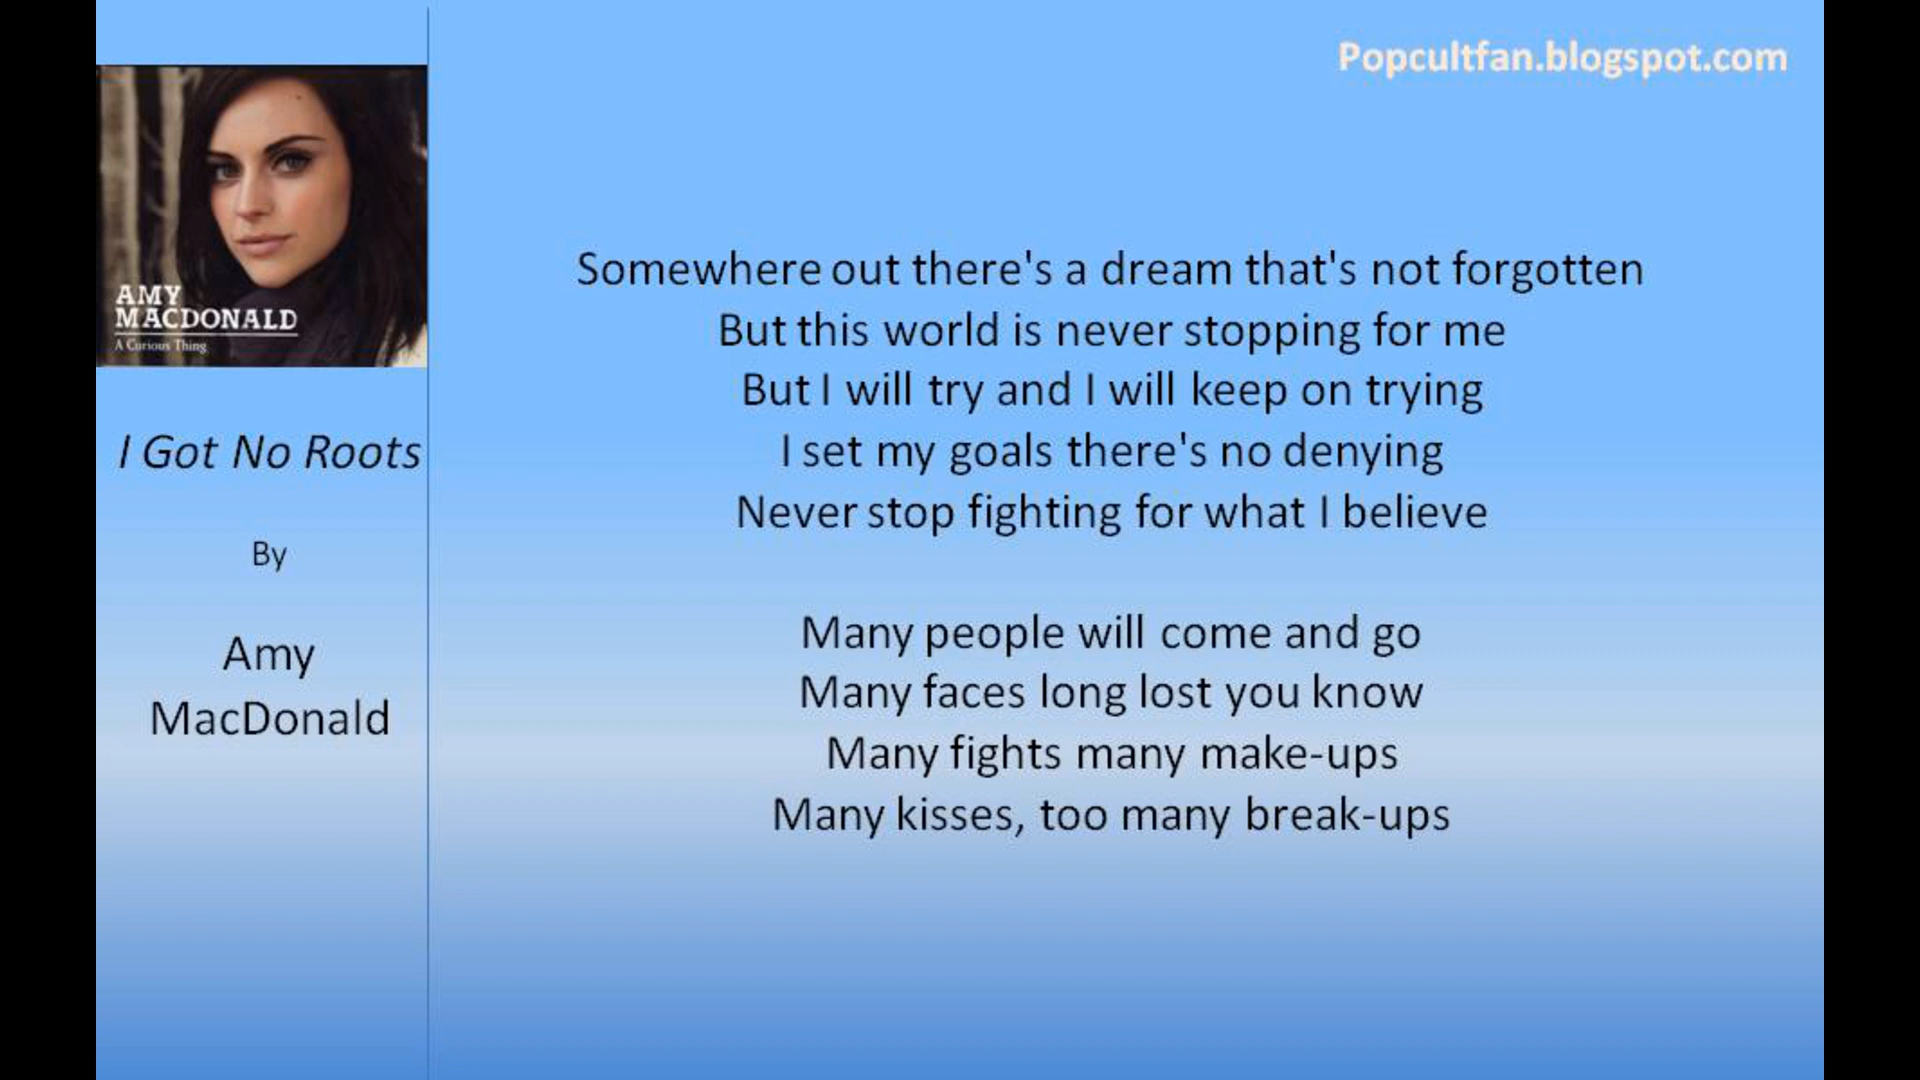 Popcultfan.blogspot.com
AMY
MACDONALD
A Curious Thing
I Got No Roots
By
Amy
MacDonald
Somewhere out there's a dream that's not forgotten
But this world is never stopping for me
But I will try and I will keep on trying
I set my goals there's no denying
Never stop fighting for what I believe
Many people will come and go
Many faces long lost you know
Many fights many make-ups
Many kisses, too many break-ups